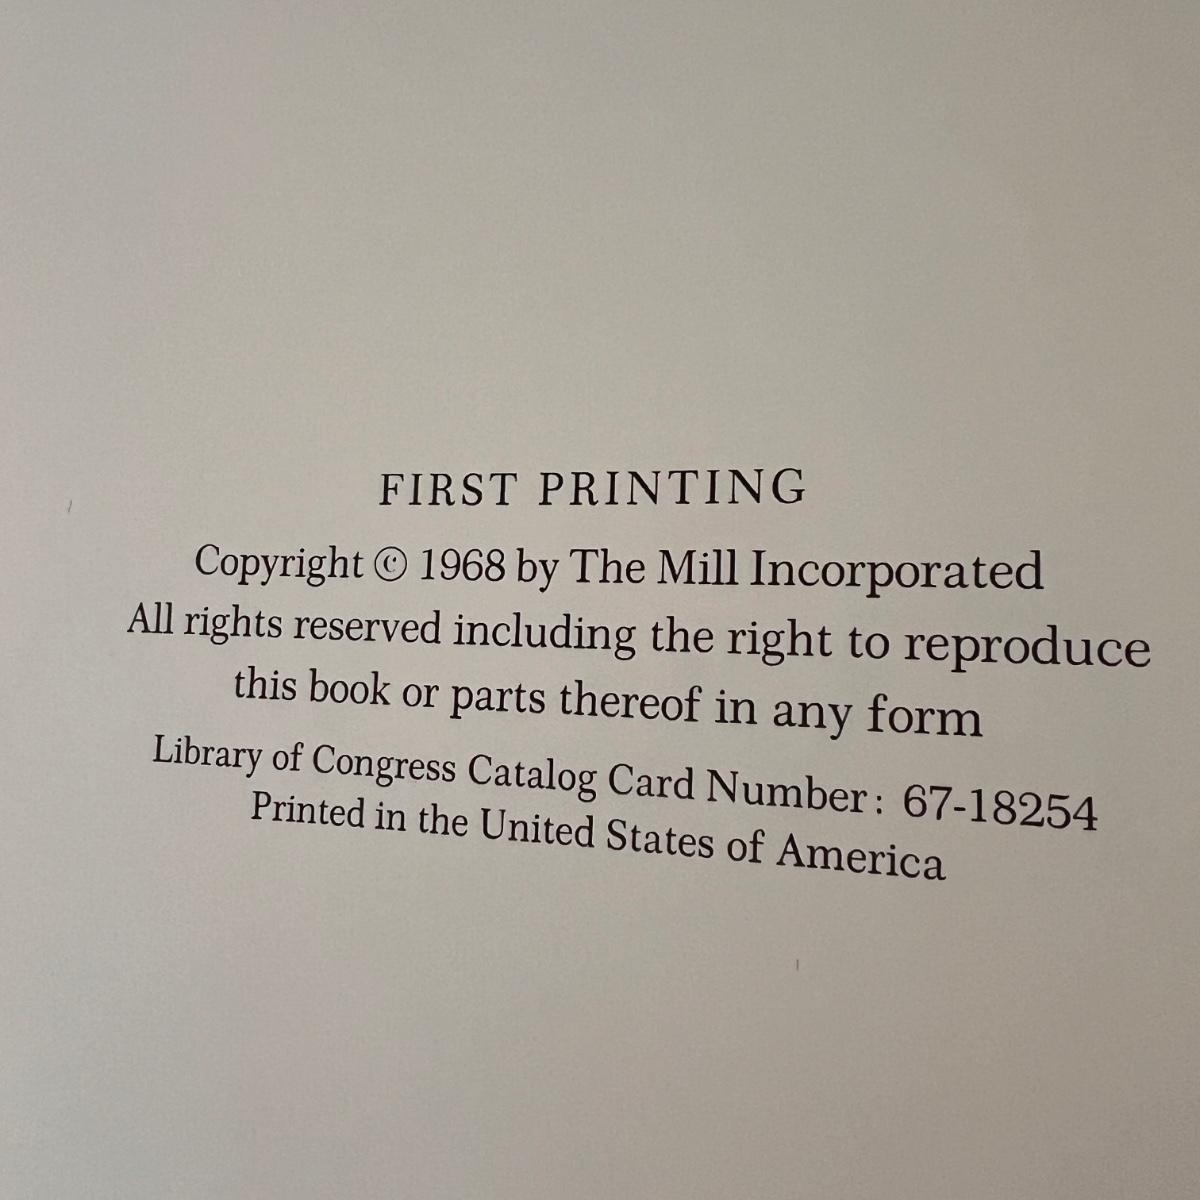 FIRST PRINTING
Copyright © 1968 by The Mill Incorporated
All rights reserved including the right to reproduce
this book or parts thereof in any form
Library of Congress Catalog Card Number: 67-18254
Printed in the United States of America